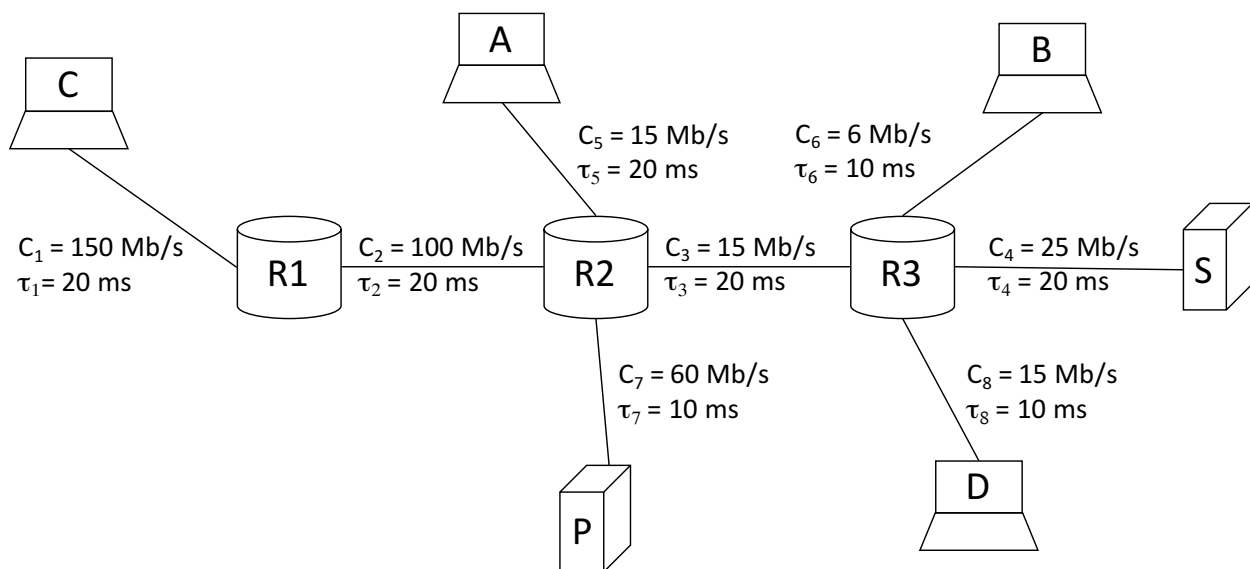 A
B
C
C₅ = 15 Mb/s
τ₅ = 20 ms
C₆ = 6 Mb/s
τ₆ = 10 ms
C₁ = 150 Mb/s
τ₁= 20 ms
R1
C₂ = 100 Mb/s
τ₂ = 20 ms
R2
C₃ = 15 Mb/s
τ₃ = 20 ms
R3
C₄ = 25 Mb/s
τ₄ = 20 ms
S
C₇ = 60 Mb/s
τ₇ = 10 ms
C₈ = 15 Mb/s
τ₈ = 10 ms
P
D